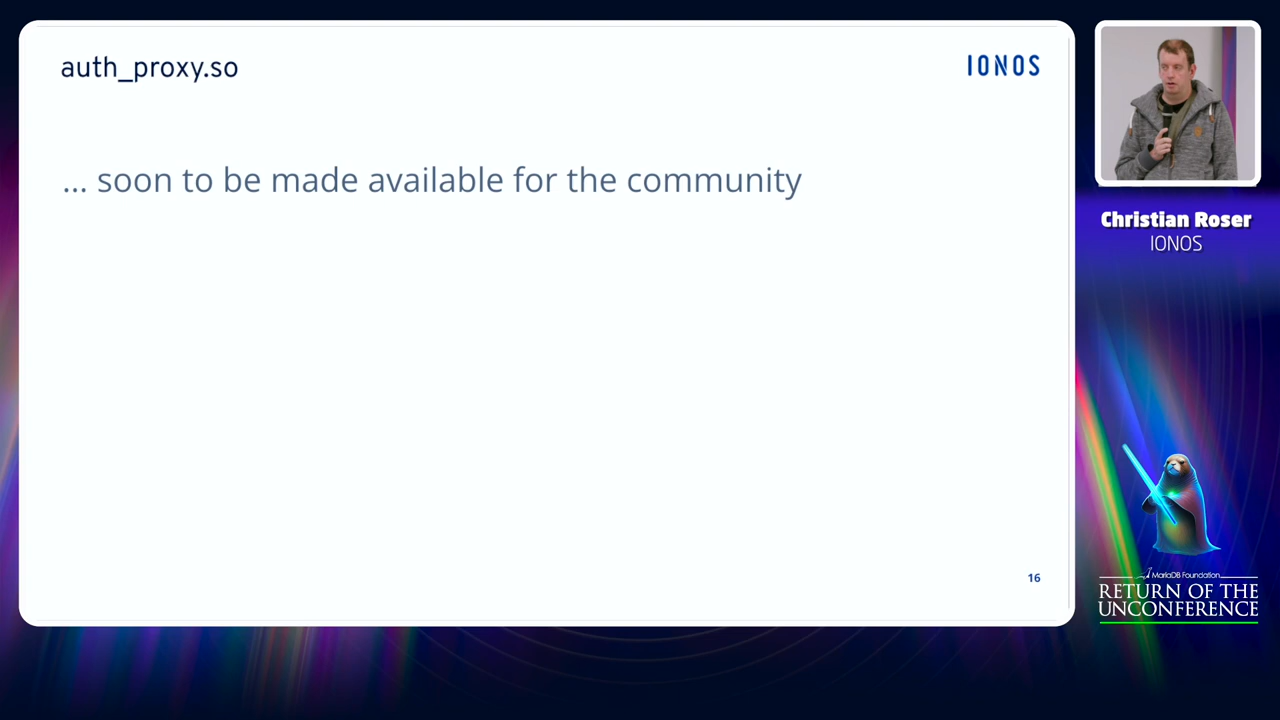 auth_proxy.so
IONOS
... soon to be made available for the community
16
Christian Roser
IONOS
MariaDB Foundation
RETURN OF THE
UNCONFERENCE